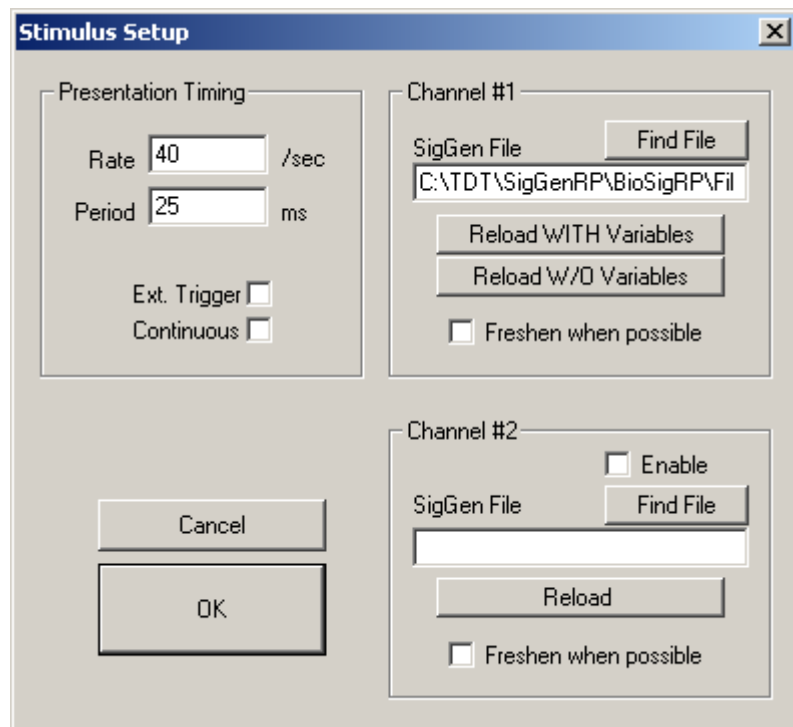 Stimulus Setup
Presentation Timing
Rate 40 /sec
Period 25 ms
Ext. Trigger
Continuous
Channel #1
SigGen File
Find File
C:\TDT\SigGenRP\BioSigRP\Fil
Reload WITH Variables
Reload W/O Variables
Freshen when possible
Channel #2
Enable
SigGen File
Find File
Reload
Freshen when possible
Cancel
OK